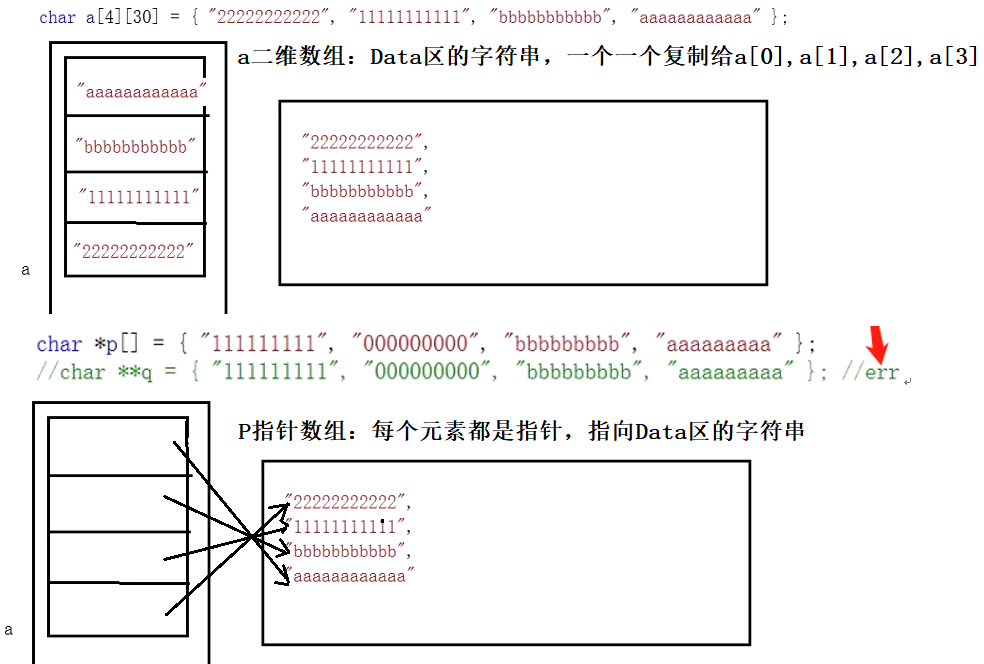 char a[4][30] = { "22222222222", "11111111111", "bbbbbbbbbbb", "aaaaaaaaaaaa" };
a二维数组：Data区的字符串，一个一个复制给a[0],a[1],a[2],a[3]
"aaaaaaaaaaaa"
"bbbbbbbbbbb"
"11111111111"
"22222222222"
a
"22222222222",
"11111111111",
"bbbbbbbbbbb",
"aaaaaaaaaaaa"
char *p[] = { "111111111", "000000000", "bbbbbbbbb", "aaaaaaaaa" };
//char **q = { "111111111", "000000000", "bbbbbbbbb", "aaaaaaaaa" }; //err
P指针数组：每个元素都是指针，指向Data区的字符串
"22222222222",
"11111111111",
"bbbbbbbbbbb",
"aaaaaaaaaaaa"
a